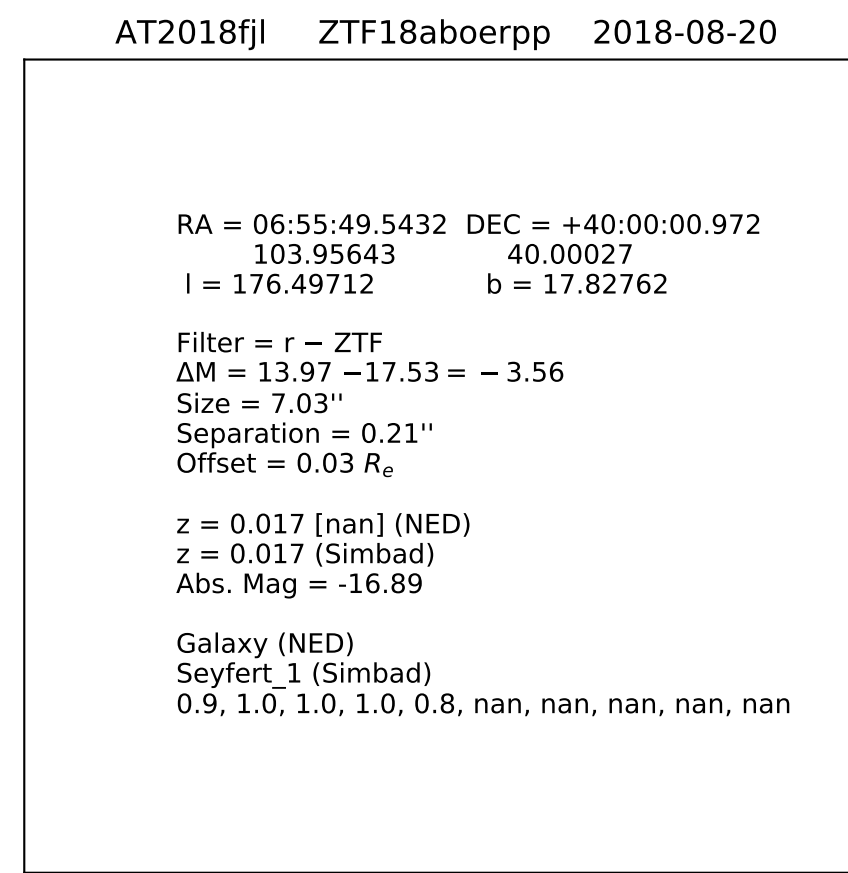 AT2018fjl ZTF18aboerpp 2018-08-20
RA = 06:55:49.5432 DEC = +40:00:00.972
103.95643 40.00027
l = 176.49712 b = 17.82762
Filter = r − ZTF
ΔM = 13.97 −17.53 = − 3.56
Size = 7.03''
Separation = 0.21''
Offset = 0.03 Re
z = 0.017 [nan] (NED)
z = 0.017 (Simbad)
Abs. Mag = -16.89
Galaxy (NED)
Seyfert_1 (Simbad)
0.9, 1.0, 1.0, 1.0, 0.8, nan, nan, nan, nan, nan